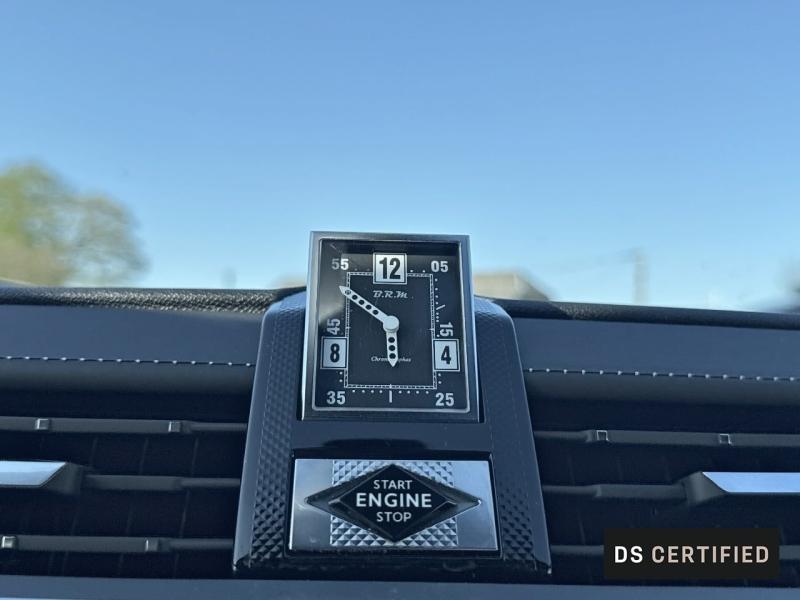 55 12 05
B.R.M
45 15
8 4
Chronographes
35 25
START
ENGINE
STOP
DS CERTIFIED